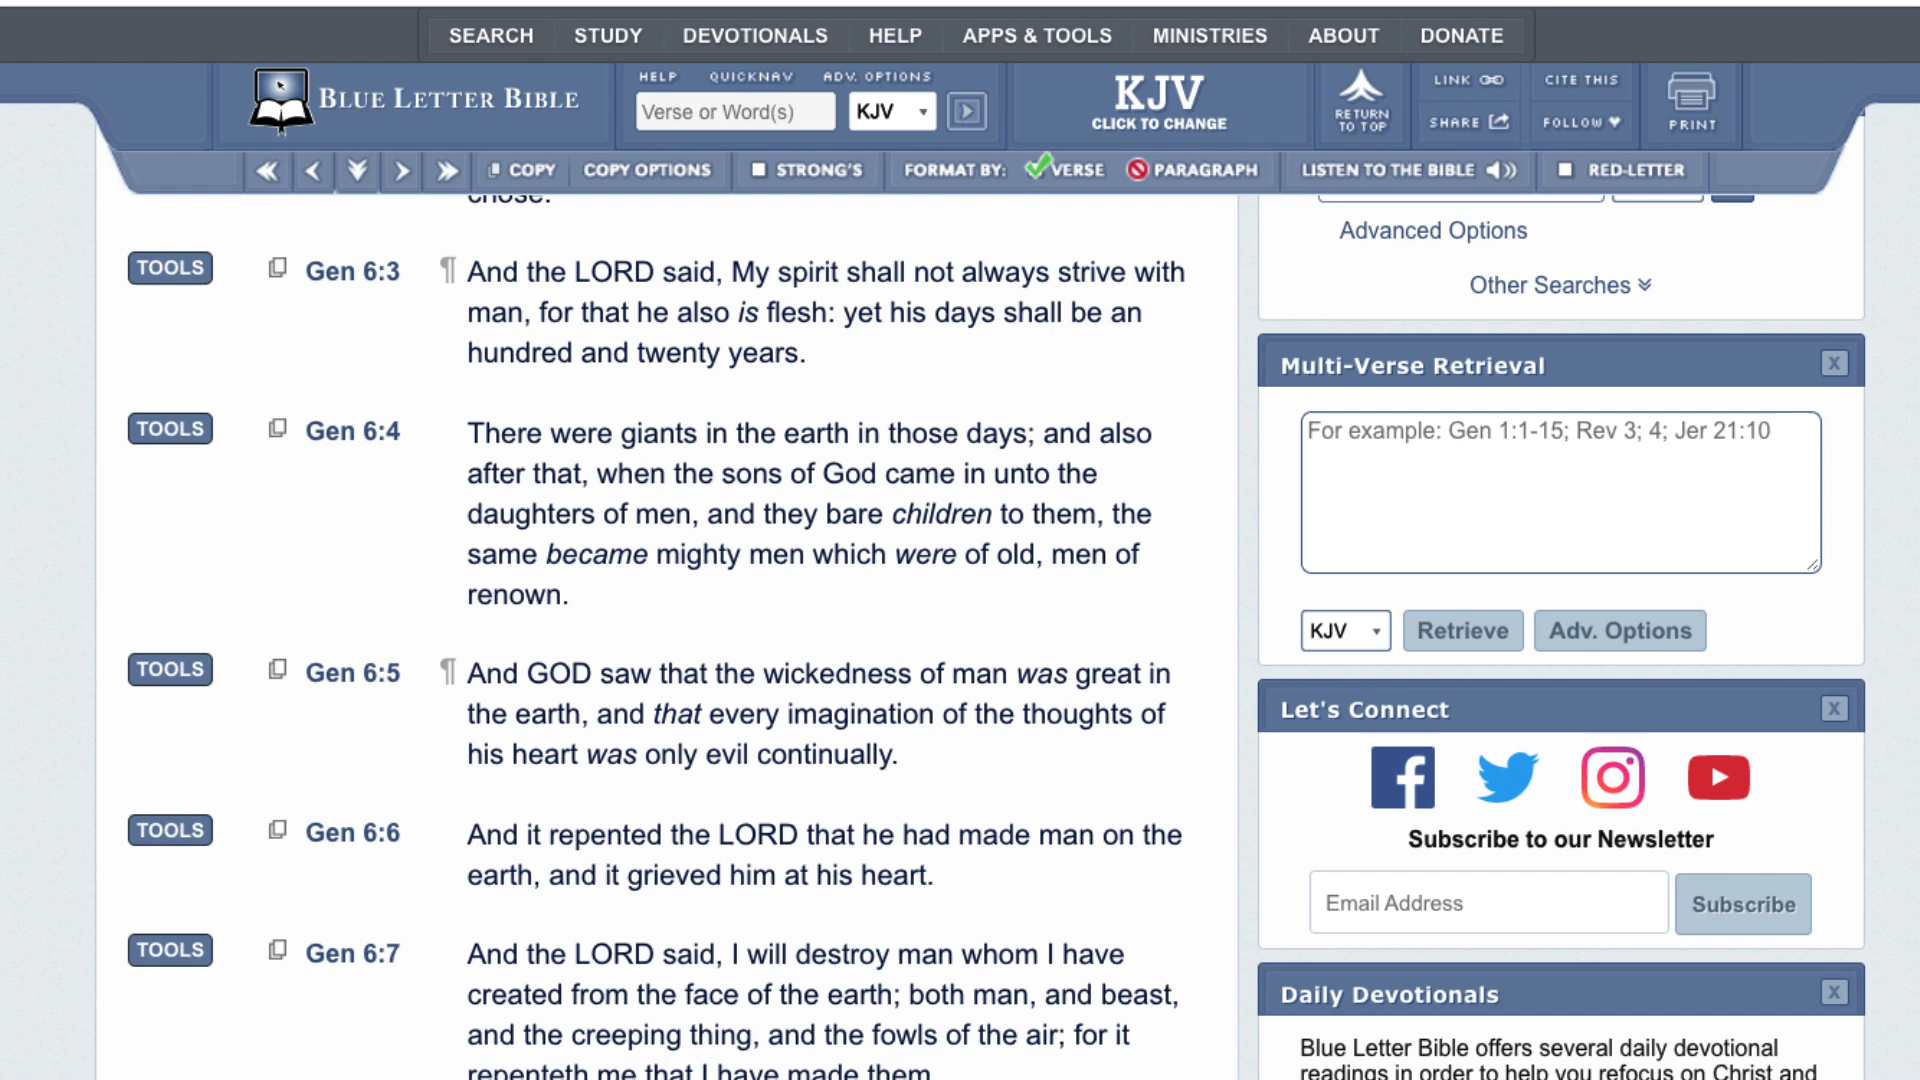 SEARCH STUDY DEVOTIONALS HELP APPS & TOOLS MINISTRIES ABOUT DONATE
BLUE LETTER BIBLE
HELP QUICKNAV ADV. OPTIONS
Verse or Word(s) KJV
KJV
CLICK TO CHANGE
RETURN
TO TOP
LINK
SHARE
CITE THIS
FOLLOW
PRINT
COPY COPY OPTIONS STRONG'S FORMAT BY: VERSE PARAGRAPH LISTEN TO THE BIBLE RED-LETTER
chose.
TOOLS Gen 6:3 ¶ And the LORD said, My spirit shall not always strive with
man, for that he also is flesh: yet his days shall be an
hundred and twenty years.
TOOLS Gen 6:4 There were giants in the earth in those days; and also
after that, when the sons of God came in unto the
daughters of men, and they bare children to them, the
same became mighty men which were of old, men of
renown.
TOOLS Gen 6:5 ¶ And GOD saw that the wickedness of man was great in
the earth, and that every imagination of the thoughts of
his heart was only evil continually.
TOOLS Gen 6:6 And it repented the LORD that he had made man on the
earth, and it grieved him at his heart.
TOOLS Gen 6:7 And the LORD said, I will destroy man whom I have
created from the face of the earth; both man, and beast,
and the creeping thing, and the fowls of the air; for it
repenteth me that I have made them.
Advanced Options
Other Searches
Multi-Verse Retrieval X
For example: Gen 1:1-15; Rev 3; 4; Jer 21:10
KJV Retrieve Adv. Options
Let's Connect X
Subscribe to our Newsletter
Email Address Subscribe
Daily Devotionals X
Blue Letter Bible offers several daily devotional
readings in order to help you refocus on Christ and